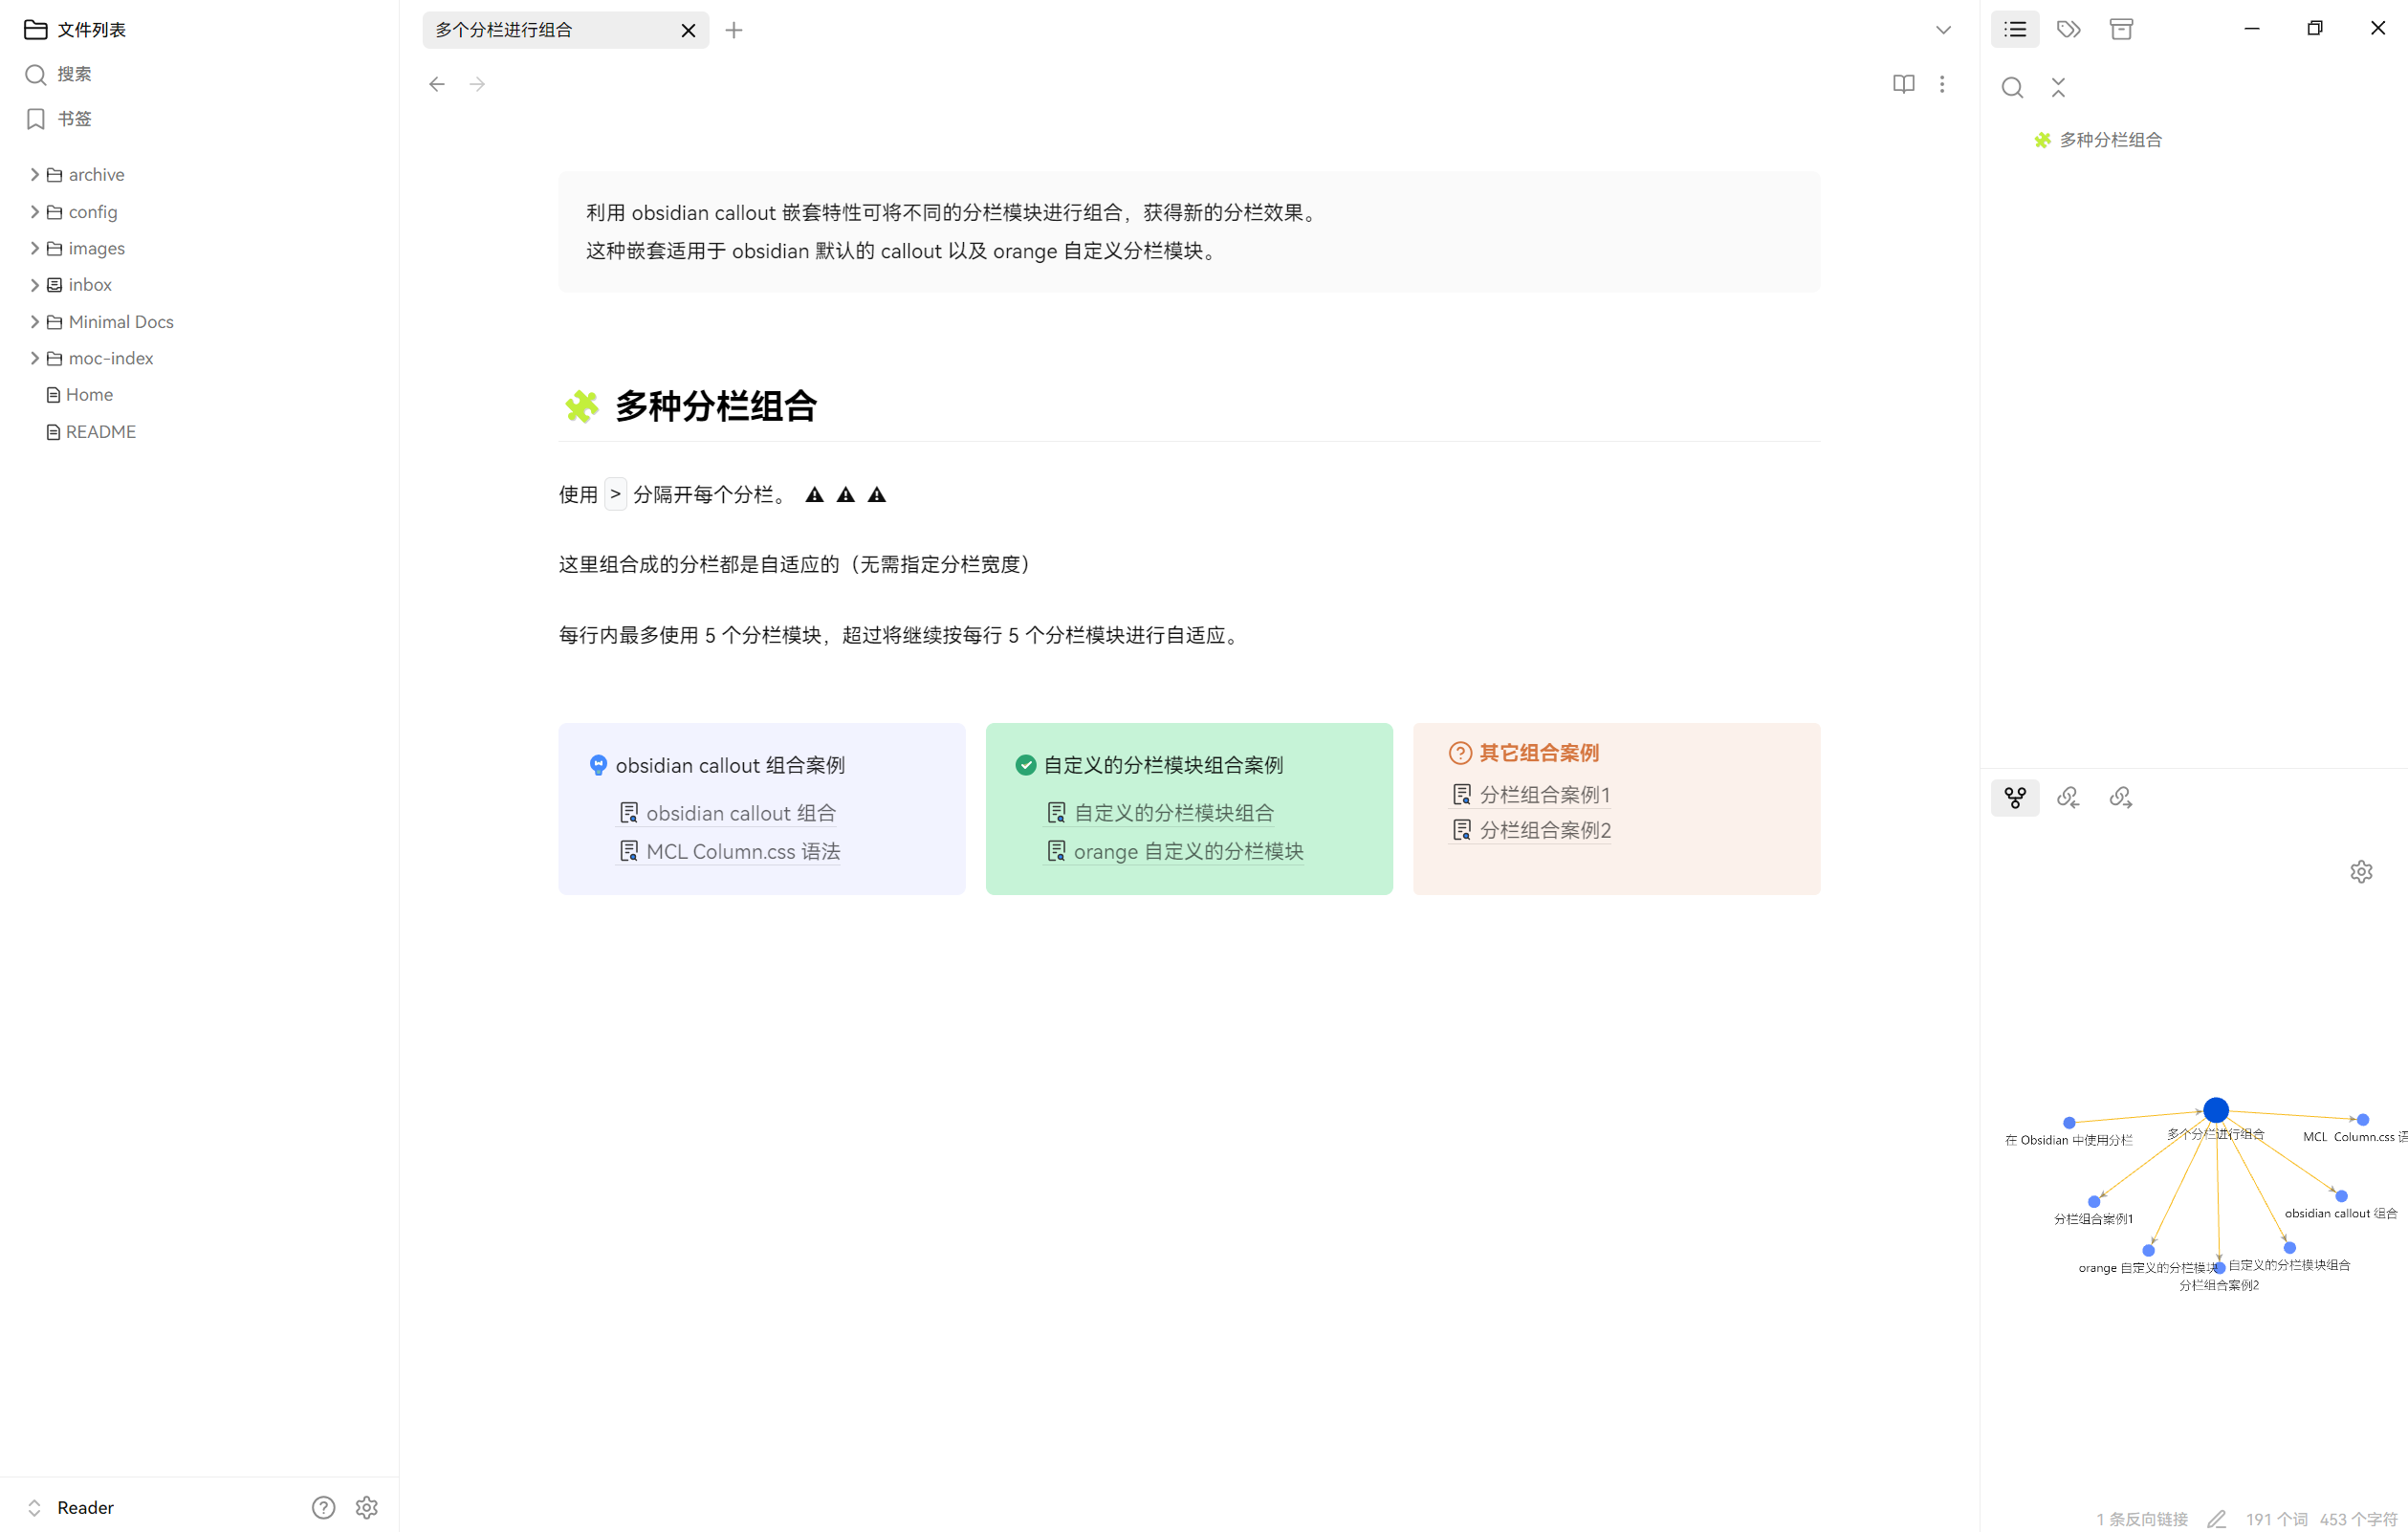 文件列表
搜索
书签
archive
config
images
inbox
Minimal Docs
moc-index
Home
README
Reader
多个分栏进行组合
利用 obsidian callout 嵌套特性可将不同的分栏模块进行组合，获得新的分栏效果。
这种嵌套适用于 obsidian 默认的 callout 以及 orange 自定义分栏模块。
多种分栏组合
使用 > 分隔开每个分栏。
这里组合成的分栏都是自适应的（无需指定分栏宽度）
每行内最多使用 5 个分栏模块，超过将继续按每行 5 个分栏模块进行自适应。
obsidian callout 组合案例
obsidian callout 组合
MCL Column.css 语法
自定义的分栏模块组合案例
自定义的分栏模块组合
orange 自定义的分栏模块
其它组合案例
分栏组合案例1
分栏组合案例2
多种分栏组合
多个分栏进行组合
在 Obsidian 中使用分栏
MCL Column.css 语
分栏组合案例1
obsidian callout 组合
orange 自定义的分栏模块
自定义的分栏模块组合
分栏组合案例2
1 条反向链接
191 个词
453 个字符